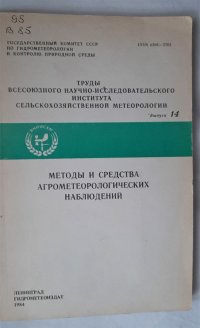 ГОСУДАРСТВЕННЫЙ КОМИТЕТ СССР
ПО ГИДРОМЕТЕОРОЛОГИИ
И КОНТРОЛЮ ПРИРОДНОЙ СРЕДЫ
ISSN
ТРУДЫ
ВСЕСОЮЗНОГО НАУЧНО-ИССЛЕДОВАТЕЛЬСКОГО
ИНСТИТУТА
СЕЛЬСКОХОЗЯЙСТВЕННОЙ МЕТЕОРОЛОГИИ
Выпуск 14
МЕТОДЫ И СРЕДСТВА
АГРОМЕТЕОРОЛОГИЧЕСКИХ
НАБЛЮДЕНИЙ
ЛЕНИНГРАД
ГИДРОМЕТЕОИЗДАТ
1984